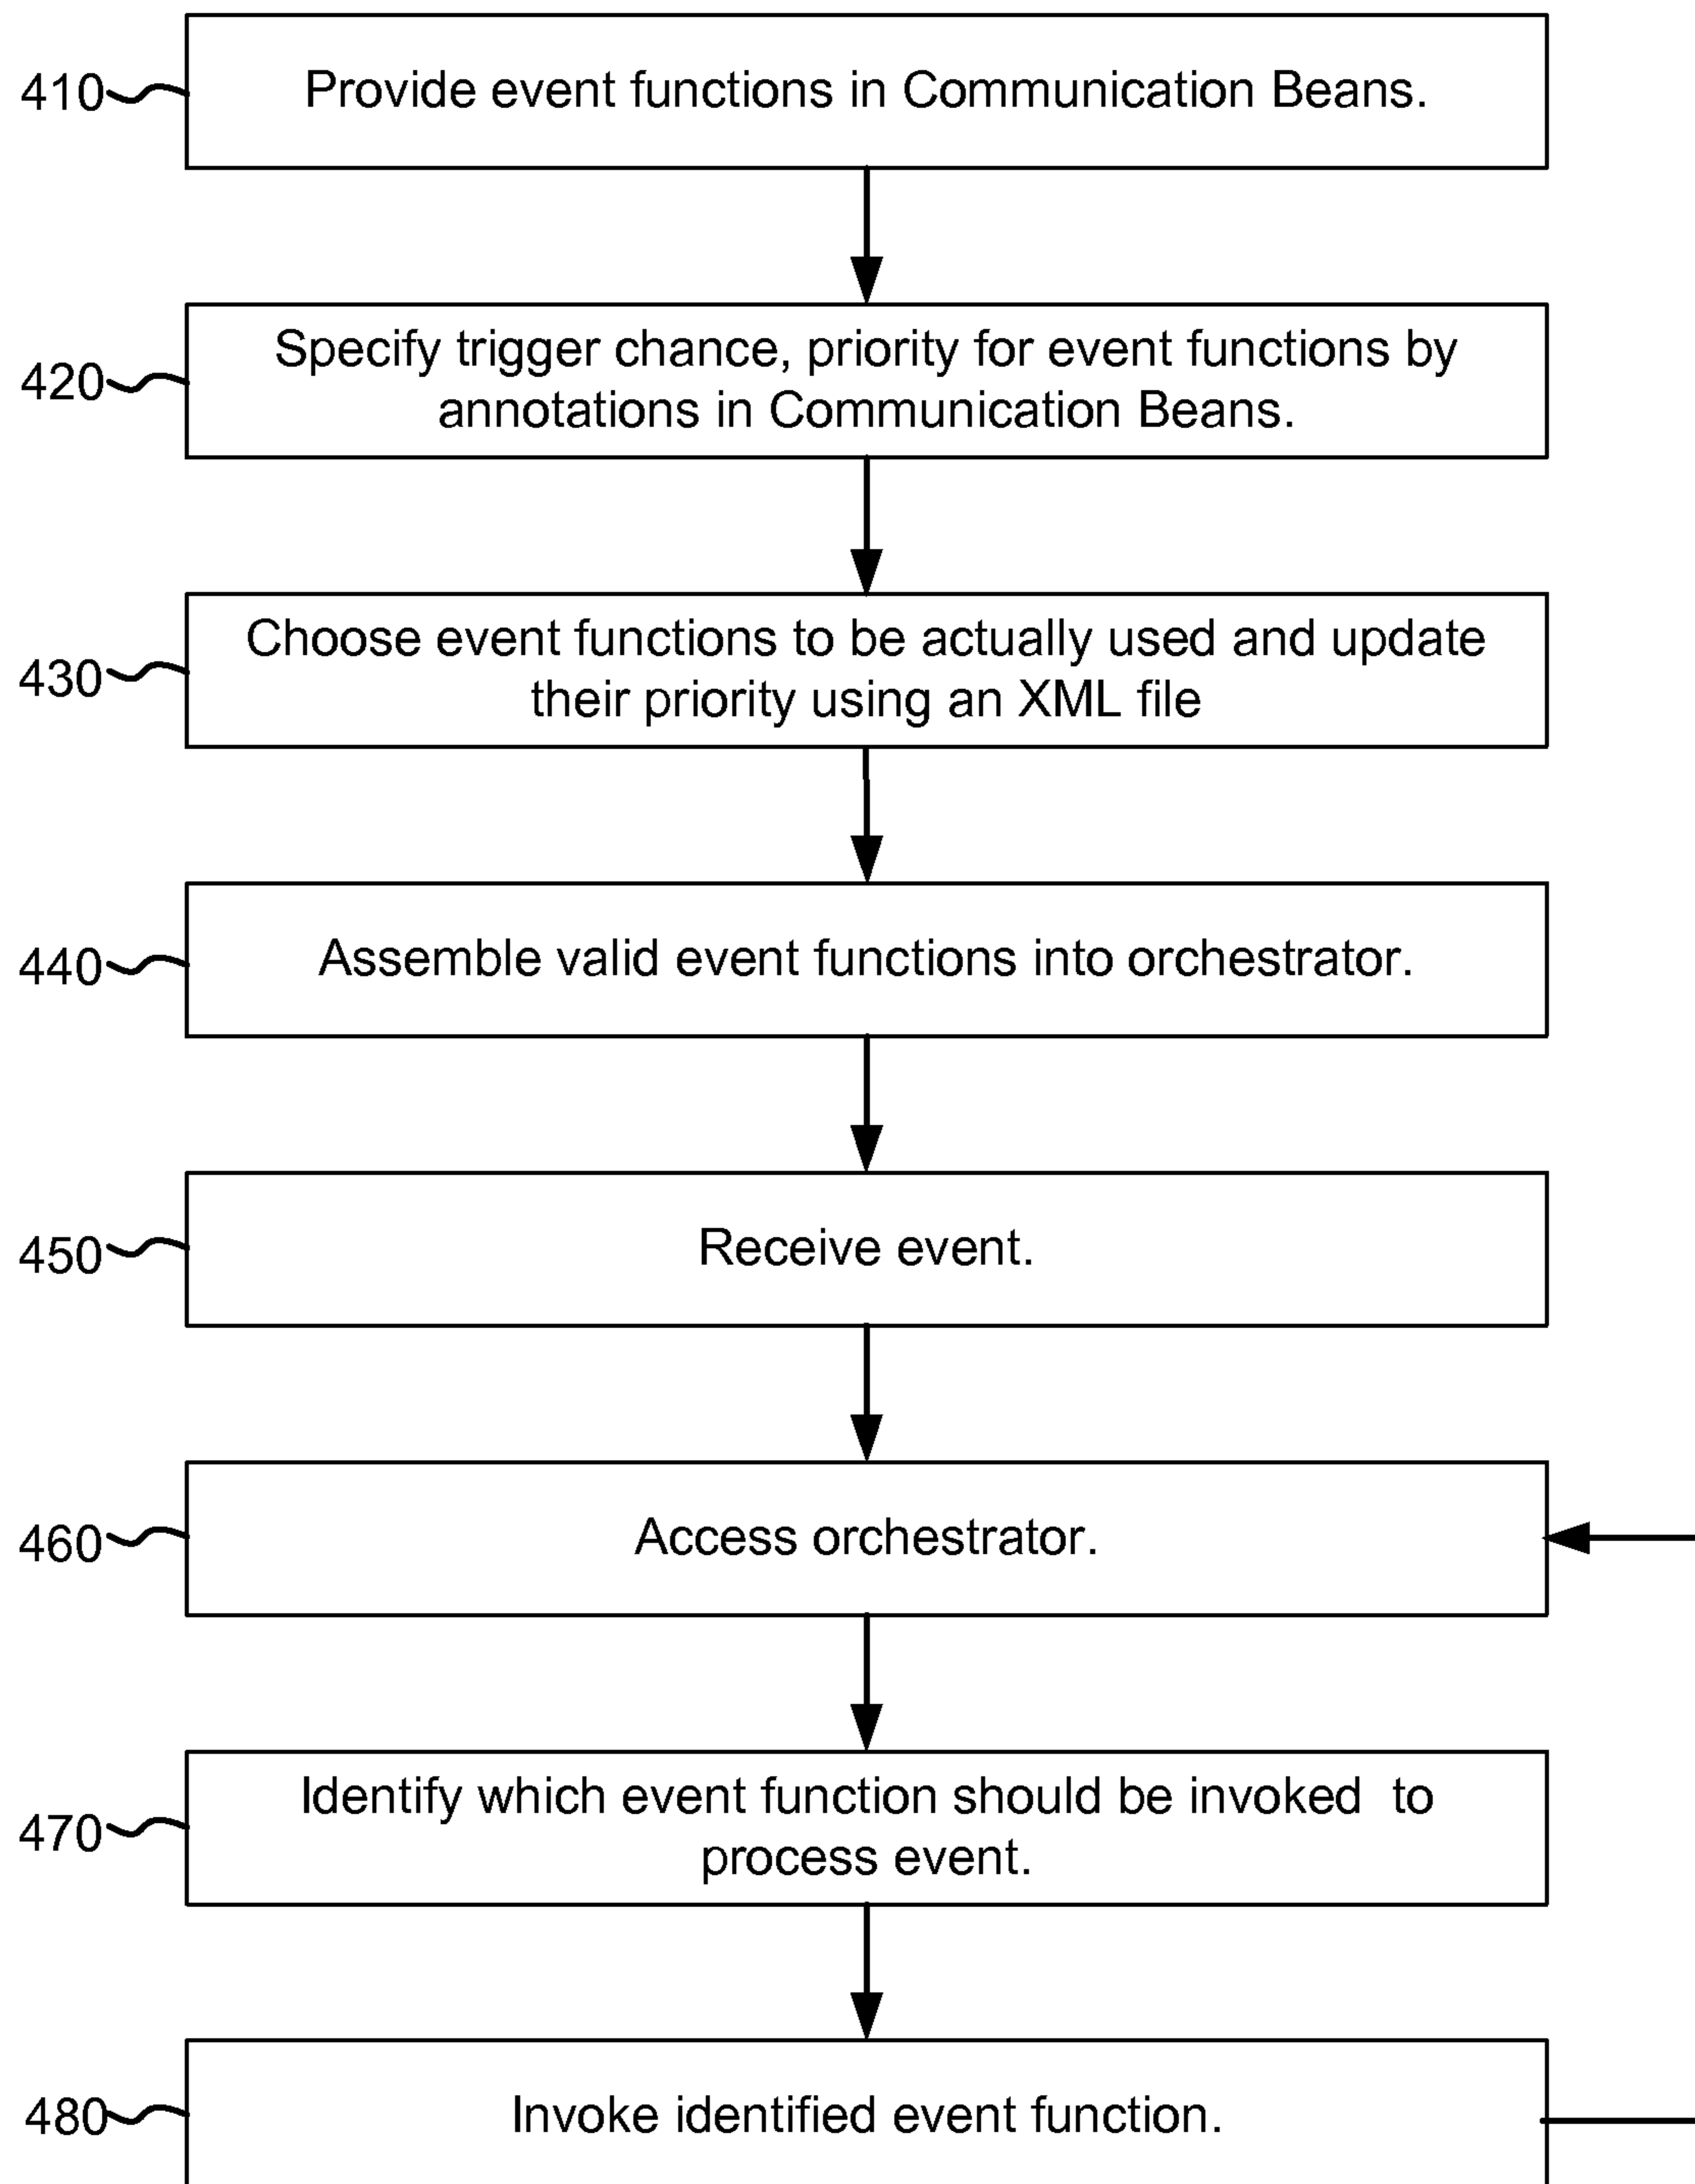 410
Provide event functions in Communication Beans.
420
Specify trigger chance, priority for event functions by
annotations in Communication Beans.
430
Choose event functions to be actually used and update
their priority using an XML file
440
Assemble valid event functions into orchestrator.
450
Receive event.
460
Access orchestrator.
470
Identify which event function should be invoked to
process event.
480
Invoke identified event function.